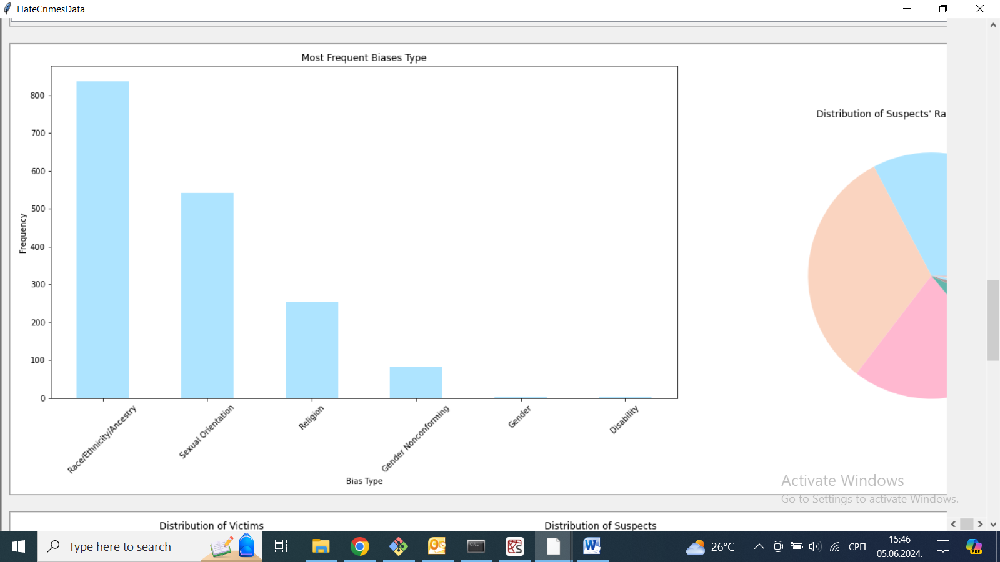 HateCrimesData
Most Frequent Biases Type
800
700
600
500
400
300
200
100
0
Frequency
Race/Ethnicity/Ancestry
Sexual Orientation
Religion
Gender Nonconforming
Gender
Disability
Bias Type
Distribution of Suspects' Ra
Activate Windows
Go to Settings to activate Windows.
Distribution of Victims
Distribution of Suspects
Type here to search
26°C
СРП
15:46
05.06.2024.
PRE